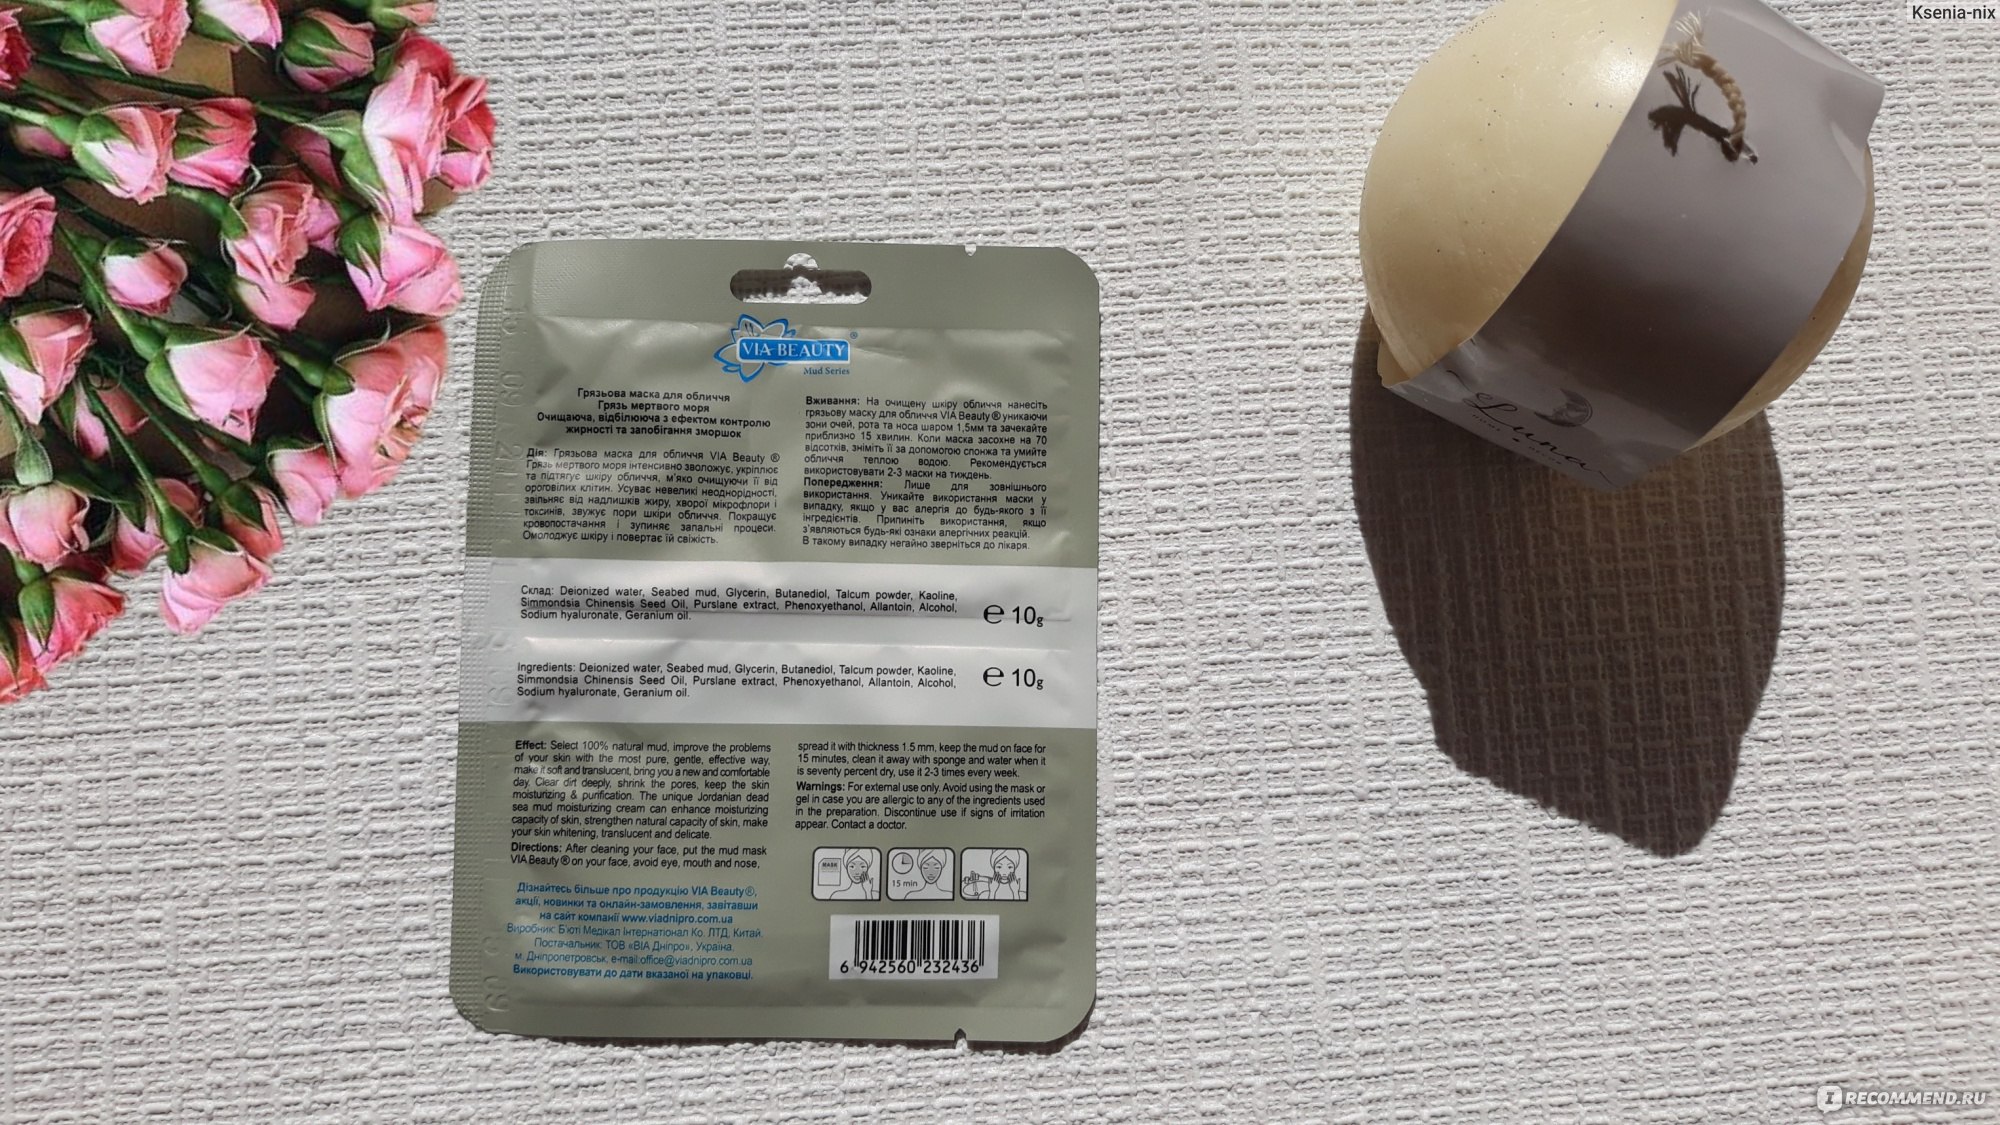 Ksenia-nix
VIA BEAUTY ®
Mud Series
Грязьова маска для обличчя
Грязь мертвого моря
Очищаюча, відбілююча з ефектом контролю
жирності та запобігання зморшок
Дія: Грязьова маска для обличчя VIA Beauty ®
Грязь мертвого моря інтенсивно зволожує, укріплює
та підтягує шкіру обличчя, м'яко очищуючи її від
ороговілих клітин. Усуває невеликі неоднорідності,
звільняє від надлишків жиру, хворої мікрофлори і
токсинів, звужує пори шкіри обличчя. Покращує
кровопостачання і зупиняє запальні процеси.
Омолоджує шкіру і повертає їй свіжість.
Вживання: На очищену шкіру обличчя нанесіть
грязьову маску для обличчя VIA Beauty ® уникаючи
зони очей, рота та носа шаром 1,5мм та зачекайте
приблизно 15 хвилин. Коли маска засохне на 70
відсотків, зніміть її за допомогою спонжа та умийте
обличчя теплою водою. Рекомендується
використовувати 2-3 маски на тиждень.
Попередження: Лише для зовнішнього
використання. Уникайте використання маски у
випадку, якщо у вас алергія до будь-якого з її
інгредієнтів. Припиніть використання, якщо
з'являються будь-які ознаки алергічних реакцій.
В такому випадку негайно зверніться до лікаря.
Склад: Deionized water, Seabed mud, Glycerin, Butanediol, Talcum powder, Kaoline,
Simmondsia Chinensis Seed Oil, Purslane extract, Phenoxyethanol, Allantoin, Alcohol,
Sodium hyaluronate, Geranium oil.
℮ 10g
Ingredients: Deionized water, Seabed mud, Glycerin, Butanediol, Talcum powder, Kaoline,
Simmondsia Chinensis Seed Oil, Purslane extract, Phenoxyethanol, Allantoin, Alcohol,
Sodium hyaluronate, Geranium oil.
℮ 10g
Effect: Select 100% natural mud, improve the problems
of your skin with the most pure, gentle, effective way,
make it soft and translucent, bring you a new and comfortable
day. Clear dirt deeply, shrink the pores, keep the skin
moisturizing & purification. The unique Jordanian dead
sea mud moisturizing cream can enhance moisturizing
capacity of skin, strengthen natural capacity of skin, make
your skin whitening, translucent and delicate.
Directions: After cleaning your face, put the mud mask
VIA Beauty ® on your face, avoid eye, mouth and nose,
spread it with thickness 1.5 mm, keep the mud on face for
15 minutes, clean it away with sponge and water when it
is seventy percent dry, use it 2-3 times every week.
Warnings: For external use only. Avoid using the mask or
gel in case you are allergic to any of the ingredients used
in the preparation. Discontinue use if signs of irritation
appear. Contact a doctor.
MASK
15 min
Дізнайтесь більше про продукцію VIA Beauty®,
акції, новинки та онлайн-замовлення, завітавши
на сайт компанії www.viadnipro.com.ua
Виробник: Б'юті Медікал Інтернаціонал Ко. ЛТД, Китай.
Постачальник: ТОВ «ВІА Дніпро», Україна.
м. Дніпропетровськ, e-mail:office@viadnipro.com.ua
Використовувати до дати вказаної на упаковці.
6 942560 232436
Luna
RECOMMEND.RU